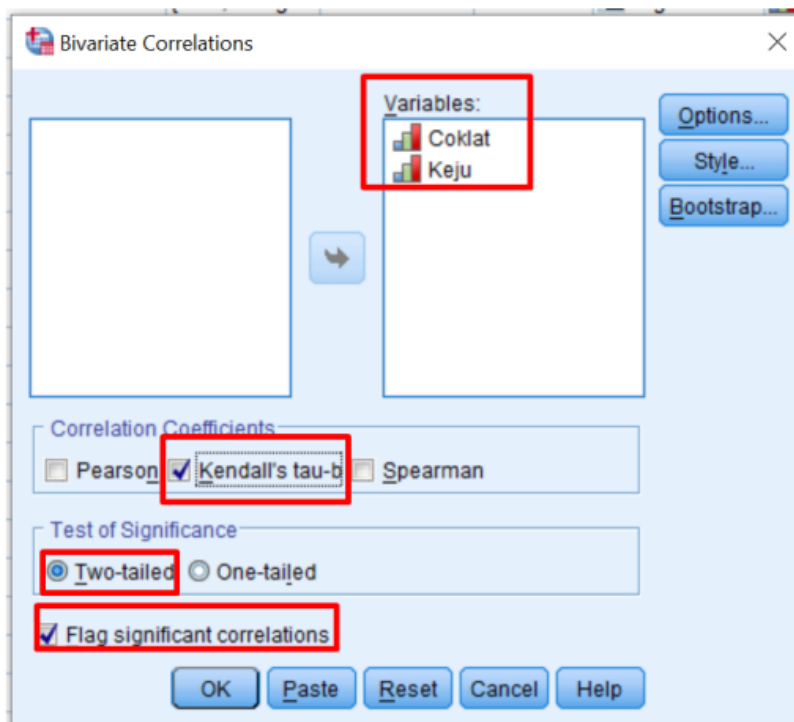 Bivariate Correlations
Variables:
Coklat
Keju
Options...
Style...
Bootstrap...
Correlation Coefficients
Pearson Kendall's tau-b Spearman
Test of Significance
Two-tailed One-tailed
Flag significant correlations
OK Paste Reset Cancel Help